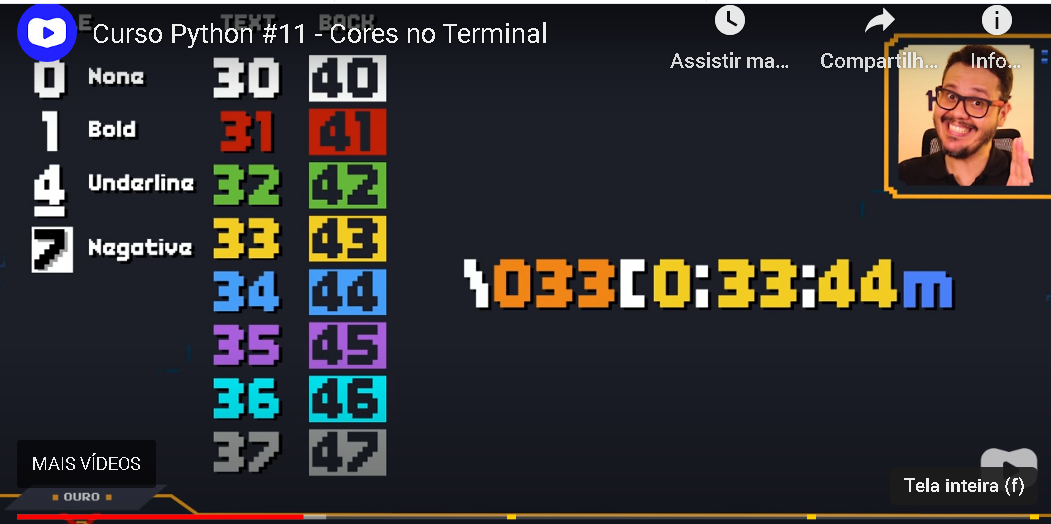 Curso Python #11 - Cores no Terminal
TEXT BACK
Assistir ma... Compartilh... Info...
0 None 30 40
1 Bold 31 41
4 Underline 32 42
7 Negative 33 43
34 44
35 45
36 46
37 47
\033[0:33:44m
MAIS VÍDEOS
Tela inteira (f)
OURO